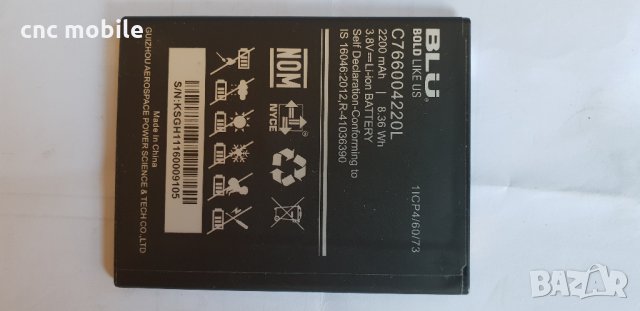 cnc mobile
BLU
BOLD LIKE US
C766004220L
2200 mAh 8.36 Wh
3.8V⎓Li-ion BATTERY
Self Declaration-Conforming to
IS 16046:2012,R-41036390
1ICP4/60/73
NOM
NYCE
S/N:KSGH11160009105
Made in China
GUIZHOU AEROSPACE POWER SCIENCE & TECH CO.,LTD
BAZAR
bg